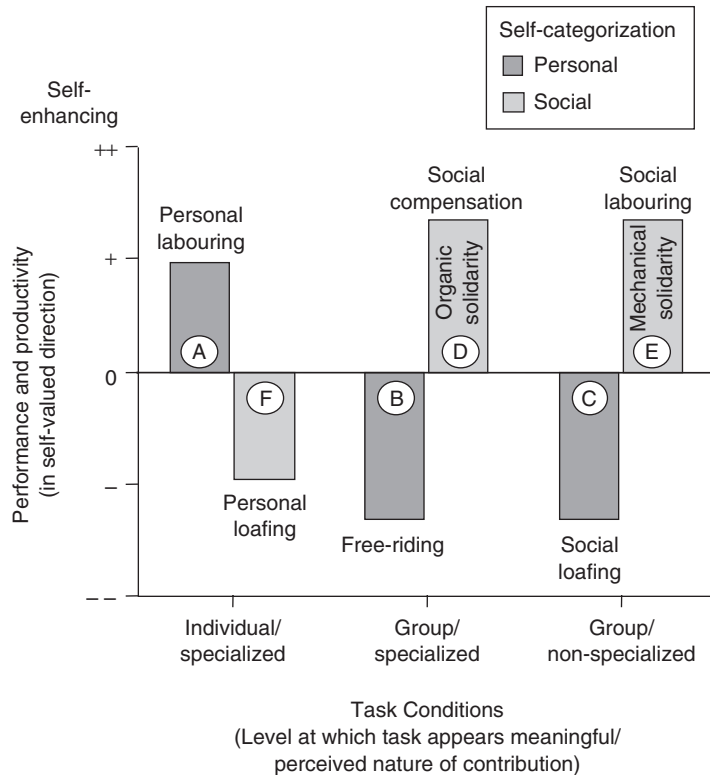 Self-categorization
Personal
Social
Self-
enhancing
++
+
0
–
– –
Performance and productivity
(in self-valued direction)
Personal
labouring
A
F
Personal
loafing
Social
compensation
Organic
solidarity
D
B
Free-riding
Social
labouring
Mechanical
solidarity
E
C
Social
loafing
Individual/
specialized
Group/
specialized
Group/
non-specialized
Task Conditions
(Level at which task appears meaningful/
perceived nature of contribution)